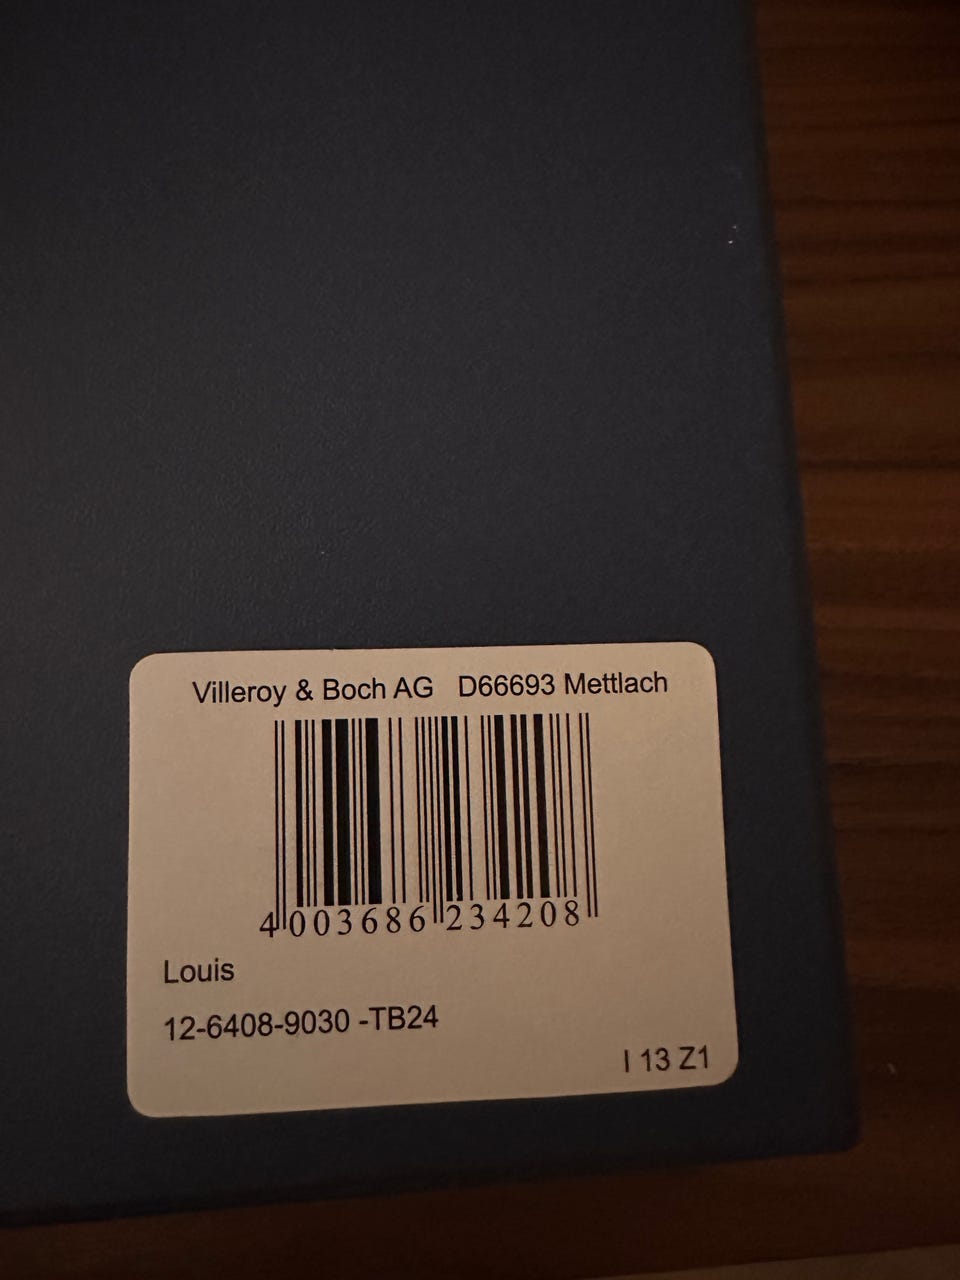 Villeroy & Boch AG D66693 Mettlach
4 003686 234208
Louis
12-6408-9030 -TB24
I 13 Z1